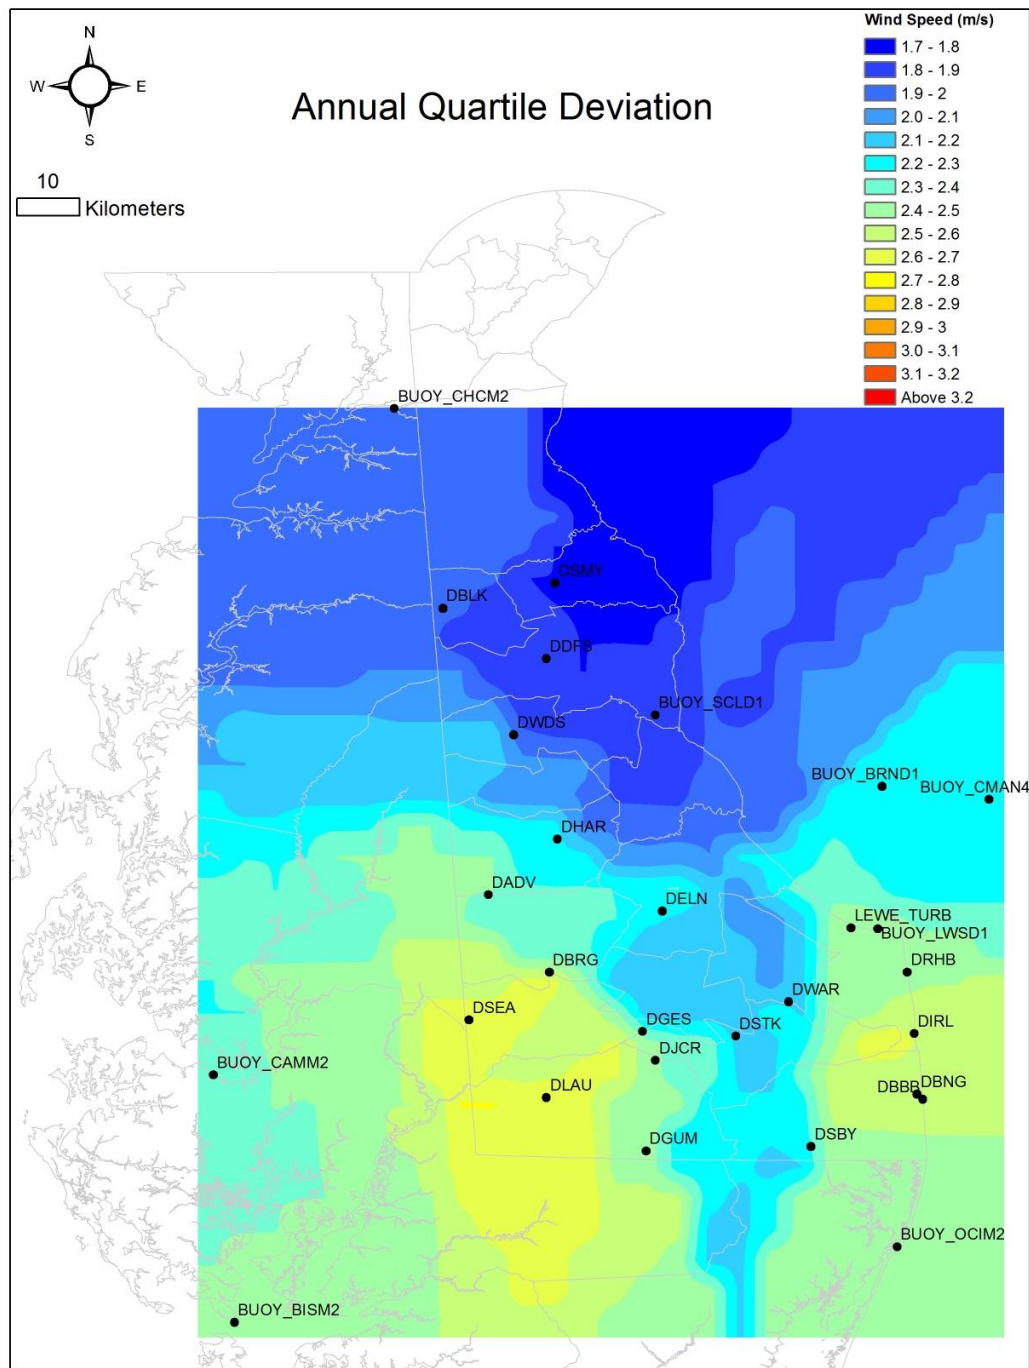 Wind Speed (m/s)
N
W E
S
Annual Quartile Deviation
10
Kilometers
1.7 - 1.8
1.8 - 1.9
1.9 - 2
2.0 - 2.1
2.1 - 2.2
2.2 - 2.3
2.3 - 2.4
2.4 - 2.5
2.5 - 2.6
2.6 - 2.7
2.7 - 2.8
2.8 - 2.9
2.9 - 3
3.0 - 3.1
3.1 - 3.2
Above 3.2
BUOY_CHCM2
DSMY
DBLK
DDFS
BUOY_SCLD1
DWDS
BUOY_BRND1
BUOY_CMAN4
DHAR
DADV
DELN
LEWE_TURB
BUOY_LWSD1
DBRG
DRHB
DWAR
DSEA
DGES
DSTK
DIRL
DJCR
BUOY_CAMM2
DLAU
DBBB
DBNG
DGUM
DSBY
BUOY_OCIM2
BUOY_BISM2